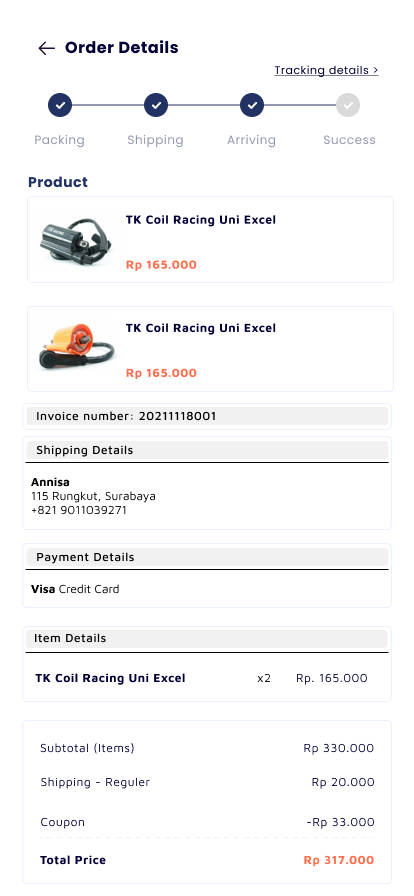 Order Details
Tracking details >
Packing Shipping Arriving Success
Product
TK Coil Racing Uni Excel
Rp 165.000
TK Coil Racing Uni Excel
Rp 165.000
Invoice number: 20211118001
Shipping Details
Annisa
115 Rungkut, Surabaya
+821 9011039271
Payment Details
Visa Credit Card
Item Details
TK Coil Racing Uni Excel x2 Rp. 165.000
Subtotal (Items) Rp 330.000
Shipping - Reguler Rp 20.000
Coupon -Rp 33.000
Total Price Rp 317.000